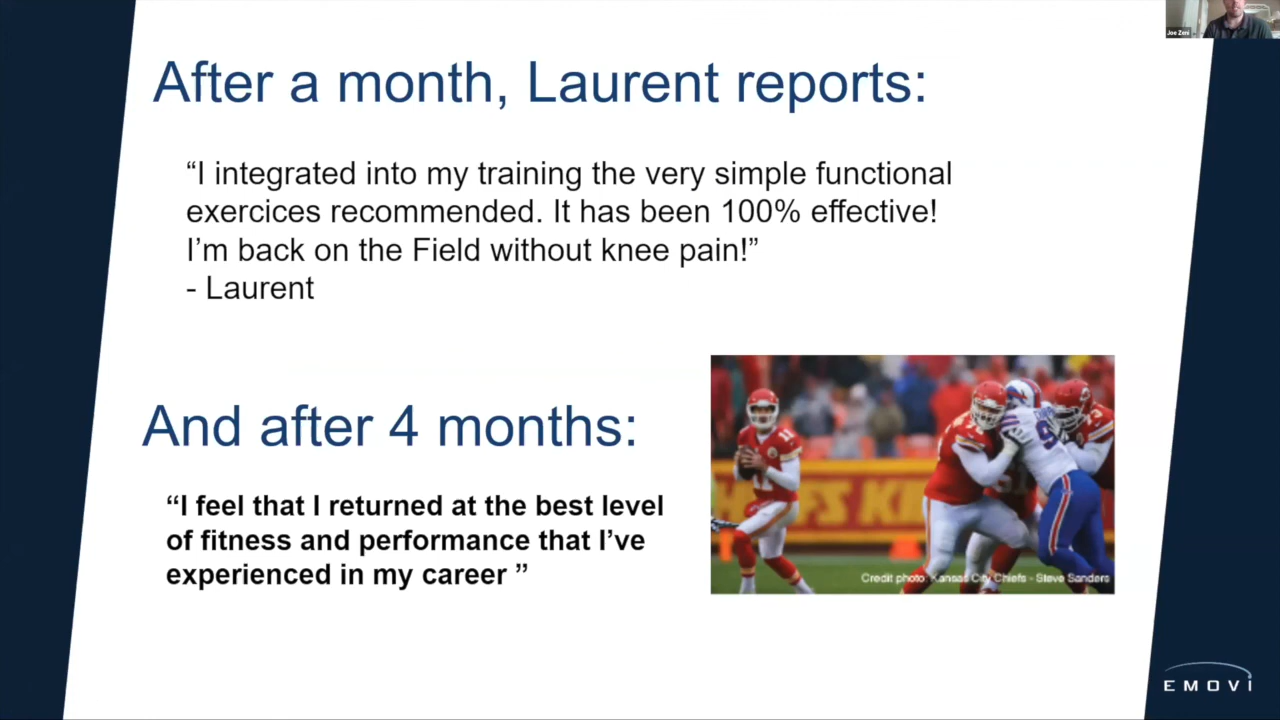 Joe Zeni
After a month, Laurent reports:
“I integrated into my training the very simple functional
exercices recommended. It has been 100% effective!
I’m back on the Field without knee pain!”
- Laurent
And after 4 months:
“I feel that I returned at the best level
of fitness and performance that I’ve
experienced in my career ”
11
Credit photo: Kansas City Chiefs - Steve Sanders
EMOVI